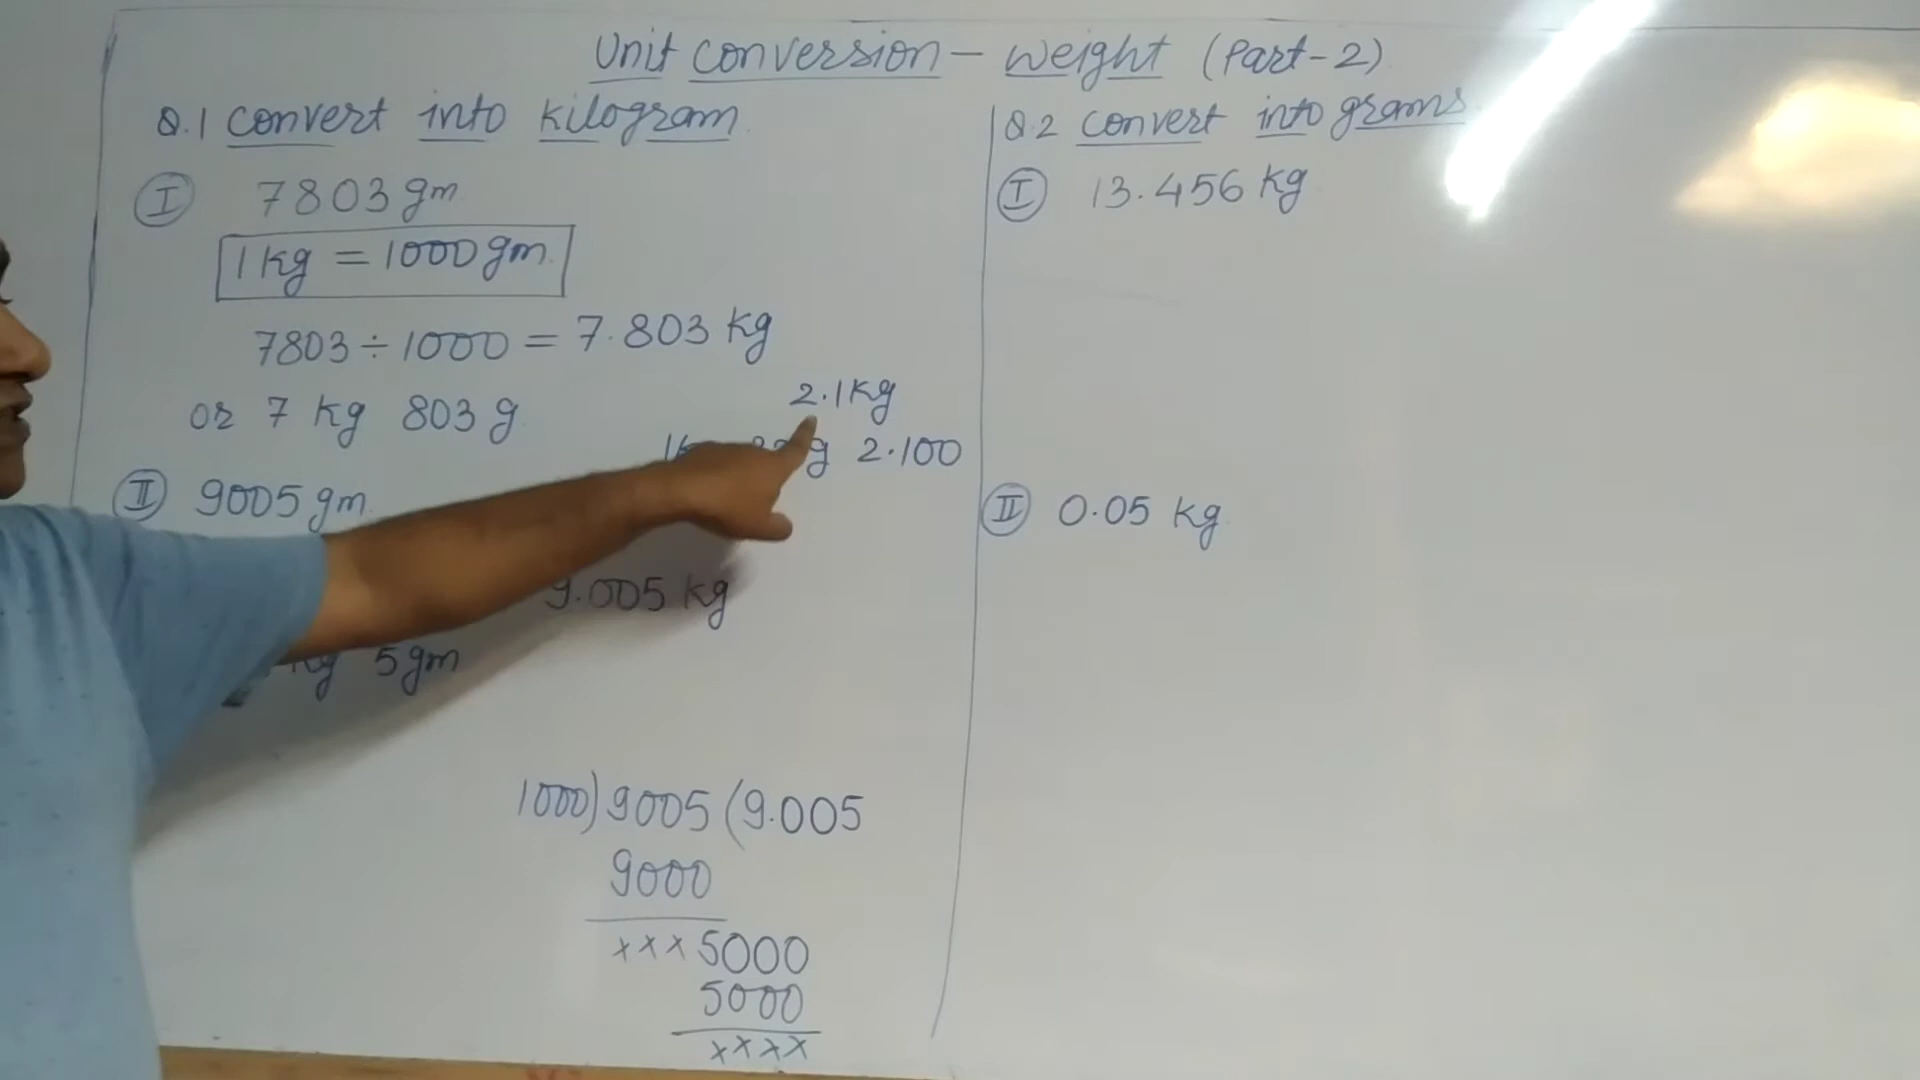 Unit conversion - weight (Part-2)
Q.1 convert into kilogram
I 7803 gm
1 kg = 1000 gm
7803 ÷ 1000 = 7.803 kg
or 7 kg 803 g
2.1 kg
g 2.100
II 9005 gm
9.005 kg
kg 5 gm
1000) 9005 (9.005
9000
xxx5000
5000
xxxx
Q.2 convert into grams
I 13.456 kg
II 0.05 kg